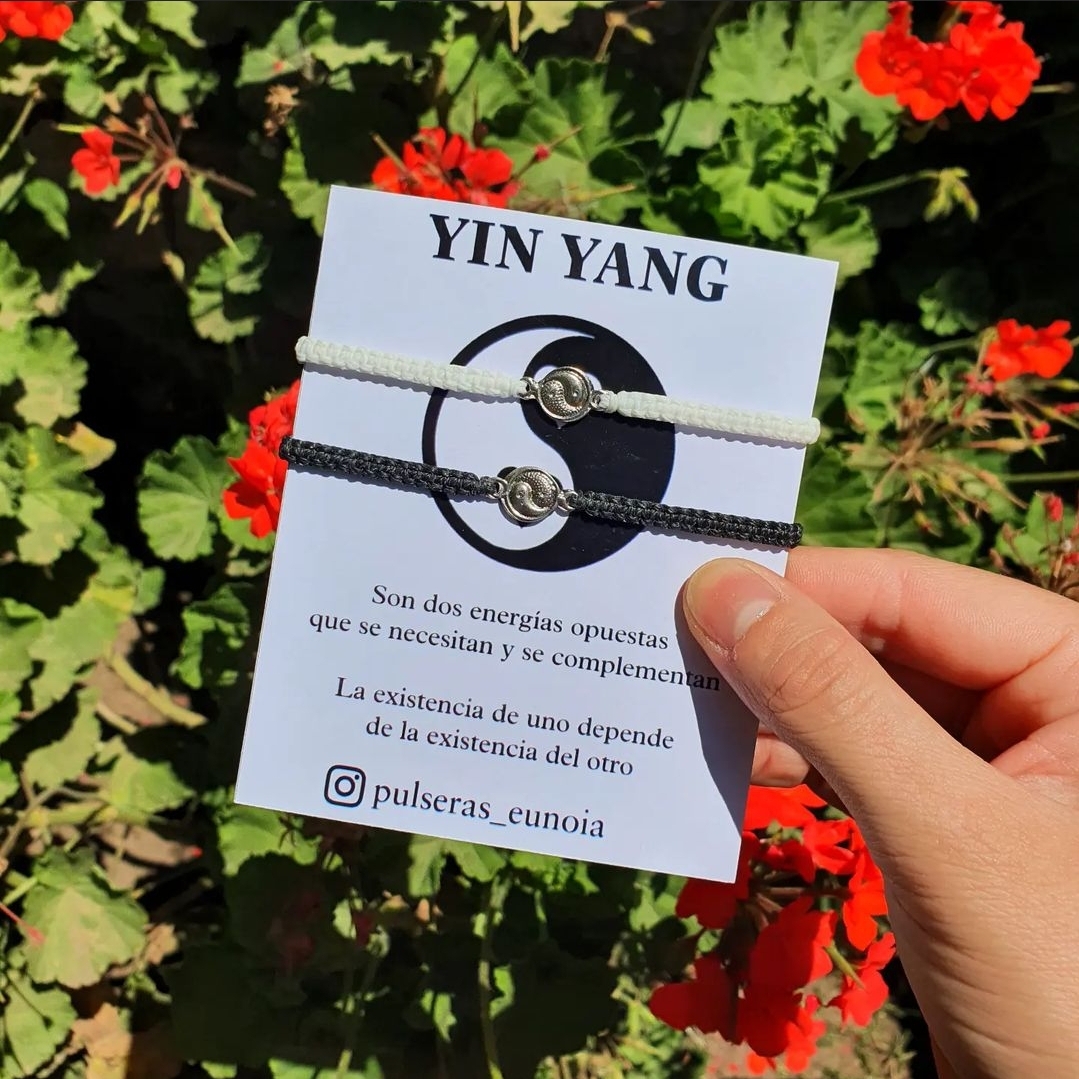 YIN YANG
Son dos energías opuestas
que se necesitan y se complementan
La existencia de uno depende
de la existencia del otro
pulseras_eunoia